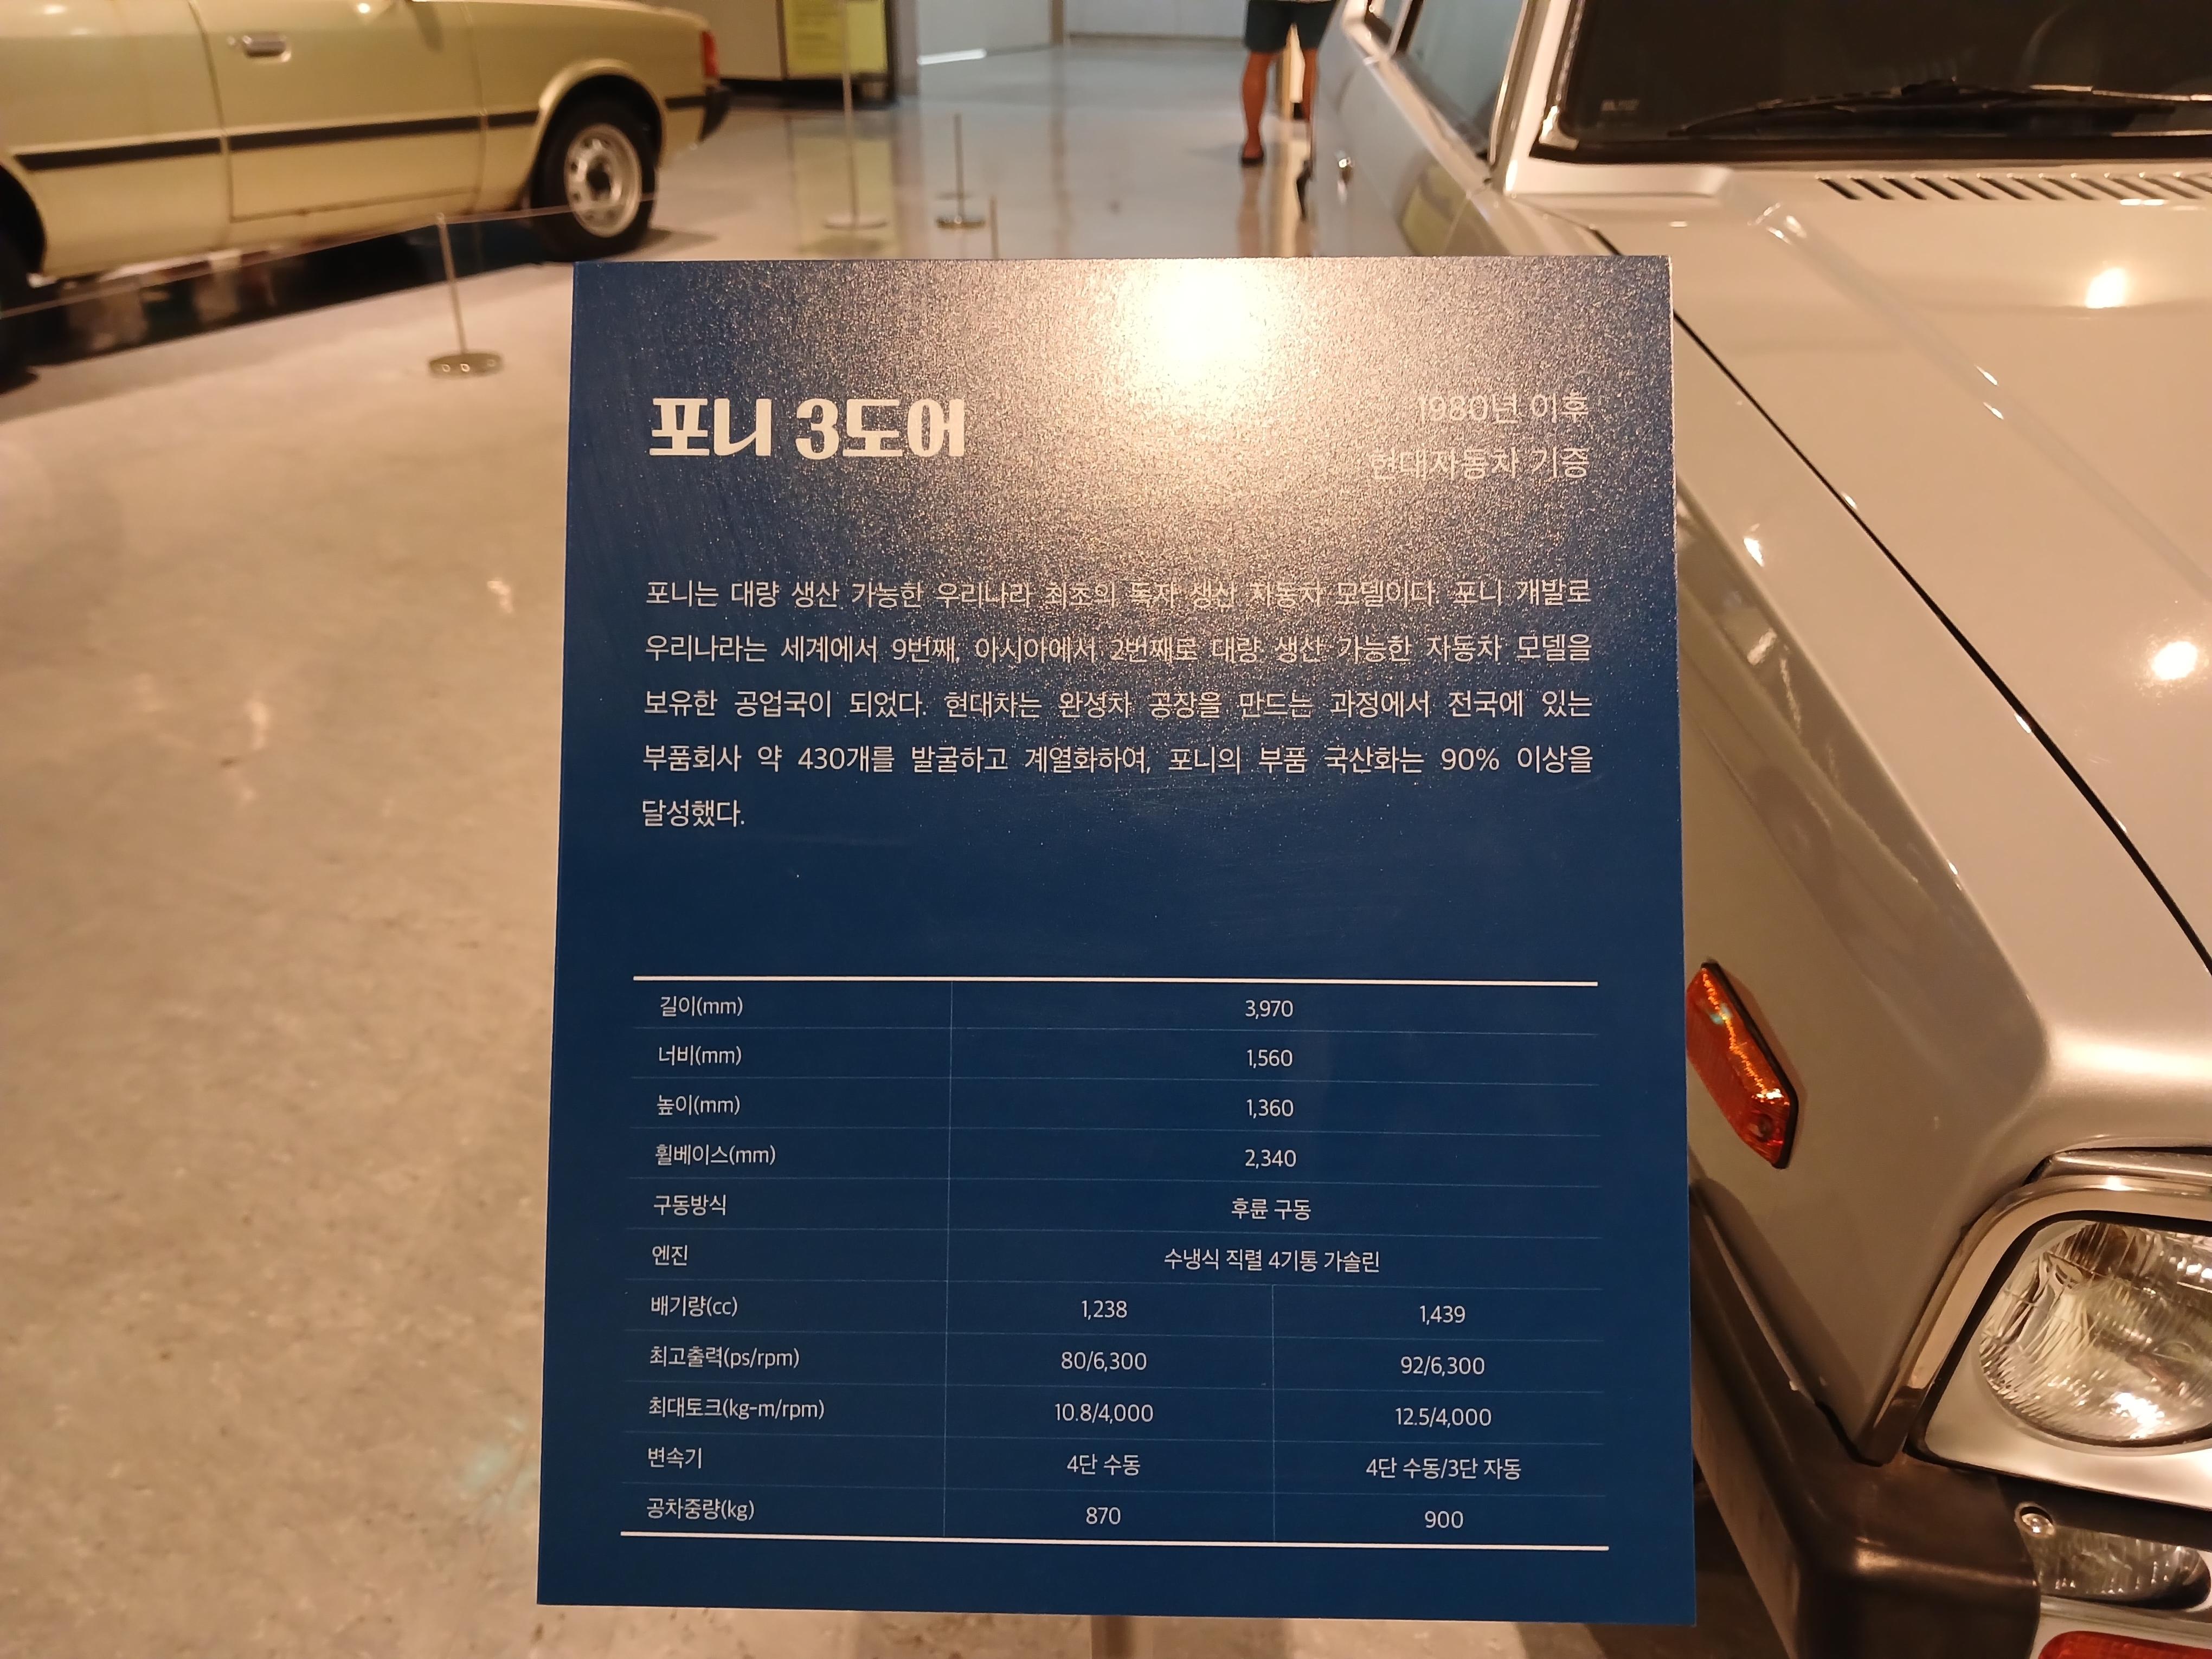 포니 3도어
1980년 이후
현대자동차 기증
포니는 대량 생산 가능한 우리나라 최초의 독자 생산 자동차 모델이다. 포니 개발로
우리나라는 세계에서 9번째, 아시아에서 2번째로 대량 생산 가능한 자동차 모델을
보유한 공업국이 되었다. 현대차는 완성차 공장을 만드는 과정에서 전국에 있는
부품회사 약 430개를 발굴하고 계열화하여, 포니의 부품 국산화는 90% 이상을
달성했다.
길이(mm) 3,970
너비(mm) 1,560
높이(mm) 1,360
휠베이스(mm) 2,340
구동방식 후륜 구동
엔진 수냉식 직렬 4기통 가솔린
배기량(cc) 1,238 1,439
최고출력(ps/rpm) 80/6,300 92/6,300
최대토크(kg-m/rpm) 10.8/4,000 12.5/4,000
변속기 4단 수동 4단 수동/3단 자동
공차중량(kg) 870 900